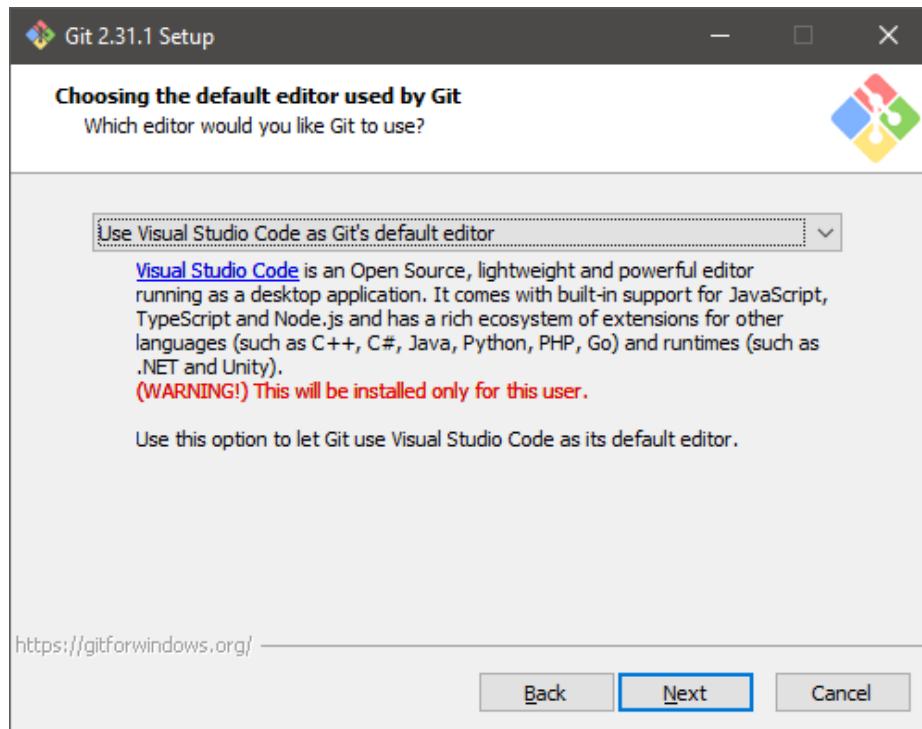 Git 2.31.1 Setup
Choosing the default editor used by Git
Which editor would you like Git to use?
Use Visual Studio Code as Git's default editor
Visual Studio Code is an Open Source, lightweight and powerful editor
running as a desktop application. It comes with built-in support for JavaScript,
TypeScript and Node.js and has a rich ecosystem of extensions for other
languages (such as C++, C#, Java, Python, PHP, Go) and runtimes (such as
.NET and Unity).
(WARNING!) This will be installed only for this user.
Use this option to let Git use Visual Studio Code as its default editor.
https://gitforwindows.org/
Back Next Cancel